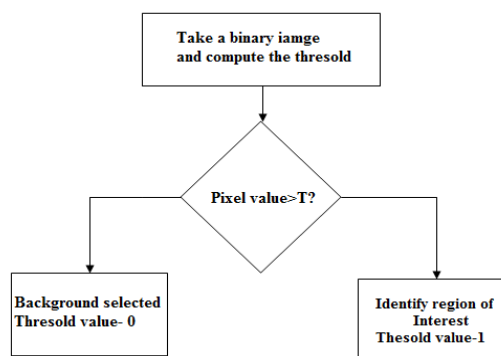 Take a binary iamge
and compute the thresold
Pixel value>T?
Background selected
Thresold value- 0
Identify region of
Interest
Thesold value-1